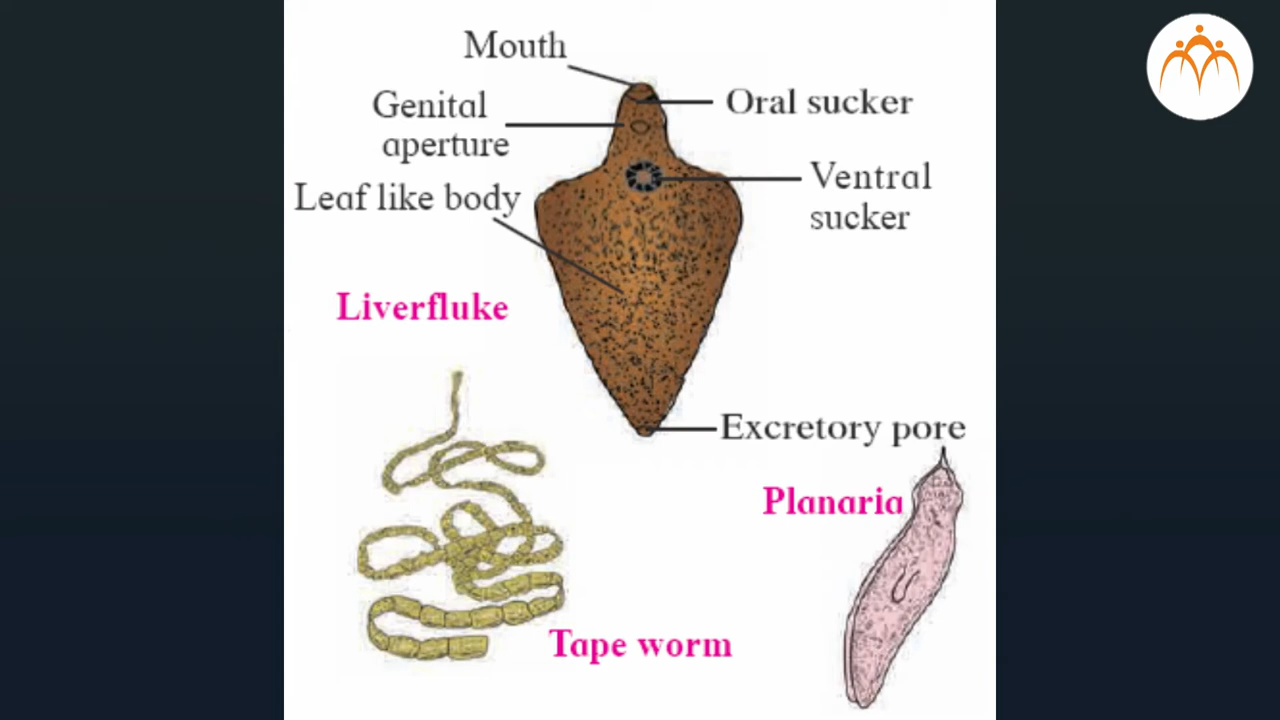 Mouth
Oral sucker
Genital
aperture
Ventral
sucker
Leaf like body
Liverfluke
Excretory pore
Planaria
Tape worm